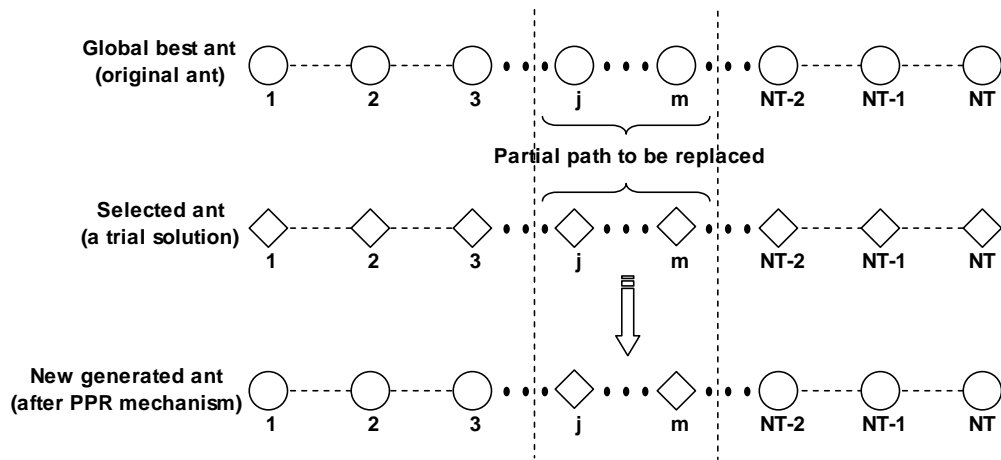 Global best ant
(original ant)
1 2 3 j m NT-2 NT-1 NT
Partial path to be replaced
Selected ant
(a trial solution)
1 2 3 j m NT-2 NT-1 NT
New generated ant
(after PPR mechanism)
1 2 3 j m NT-2 NT-1 NT